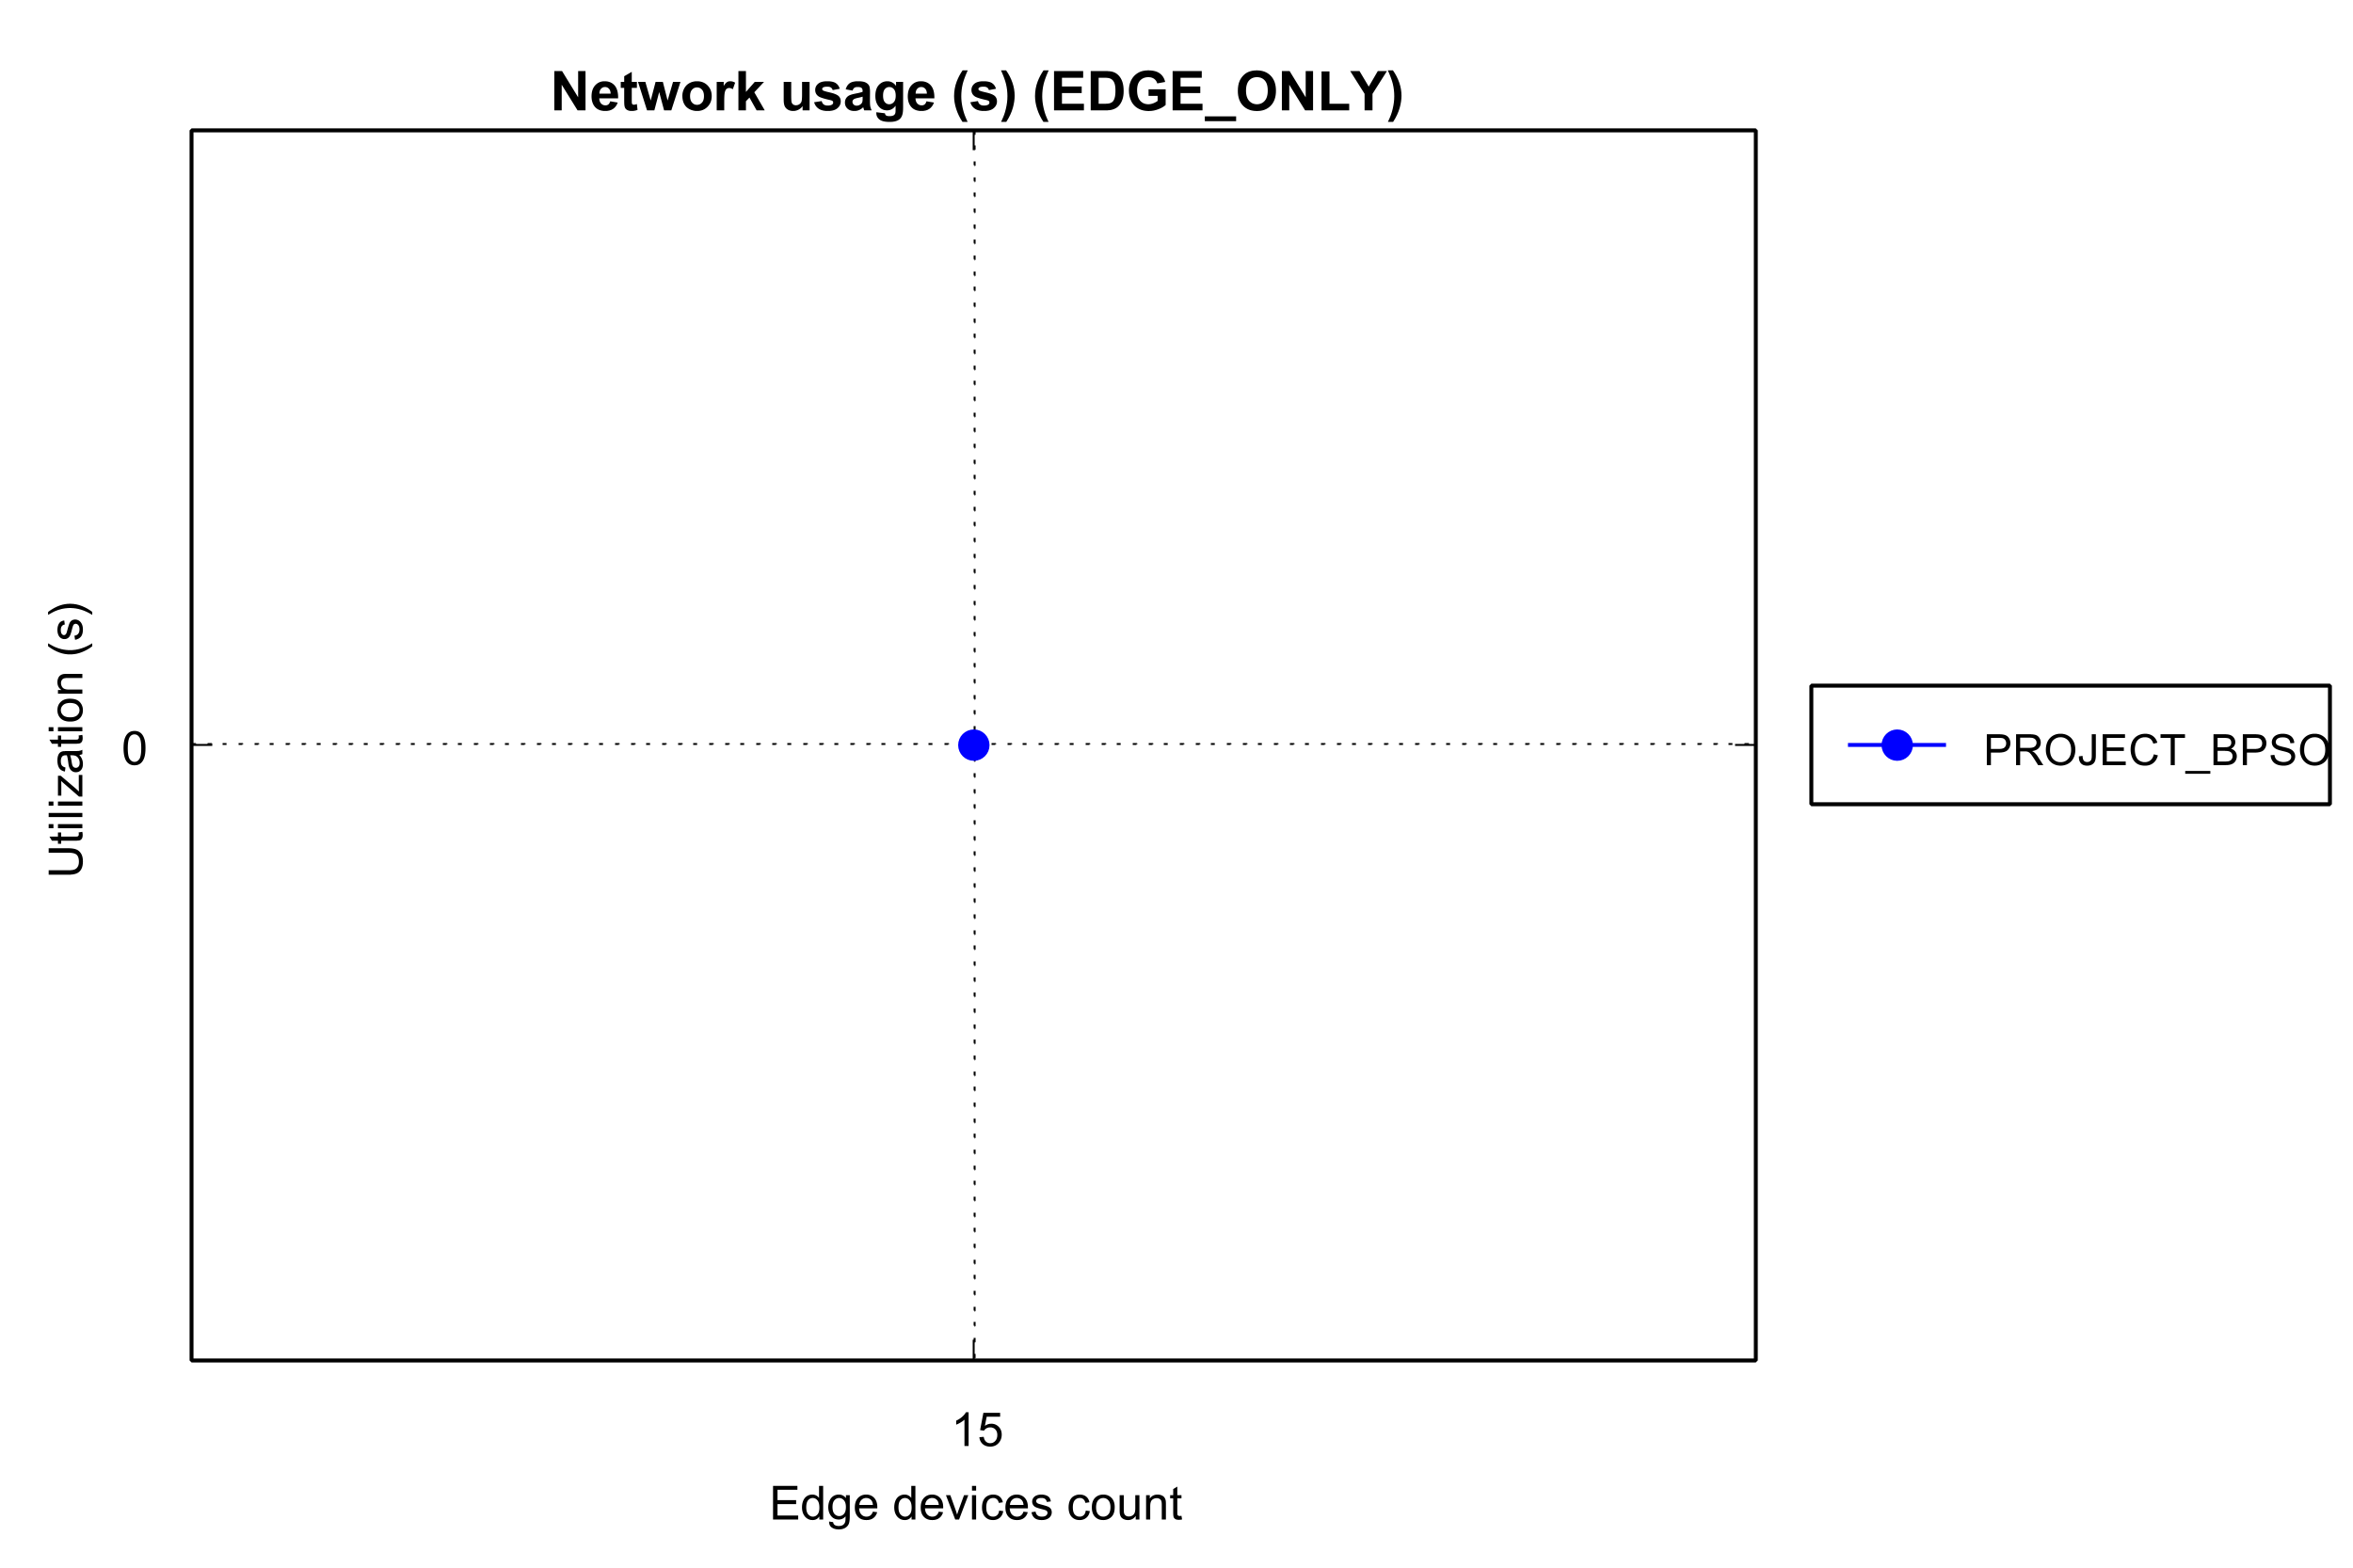 Network usage (s) (EDGE_ONLY)
Utilization (s)
0
PROJECT_BPSO
15
Edge devices count